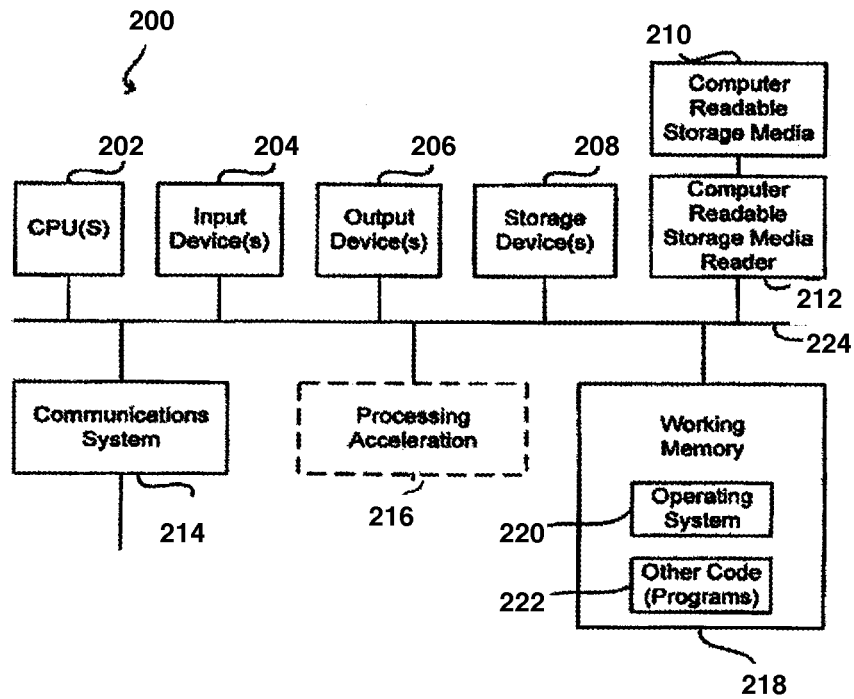 200
210
Computer
Readable
Storage Media
202
204
206
208
CPU(S)
Input
Device(s)
Output
Device(s)
Storage
Device(s)
Computer
Readable
Storage Media
Reader
212
224
Communications
System
214
Processing
Acceleration
216
Working
Memory
220
Operating
System
222
Other Code
(Programs)
218